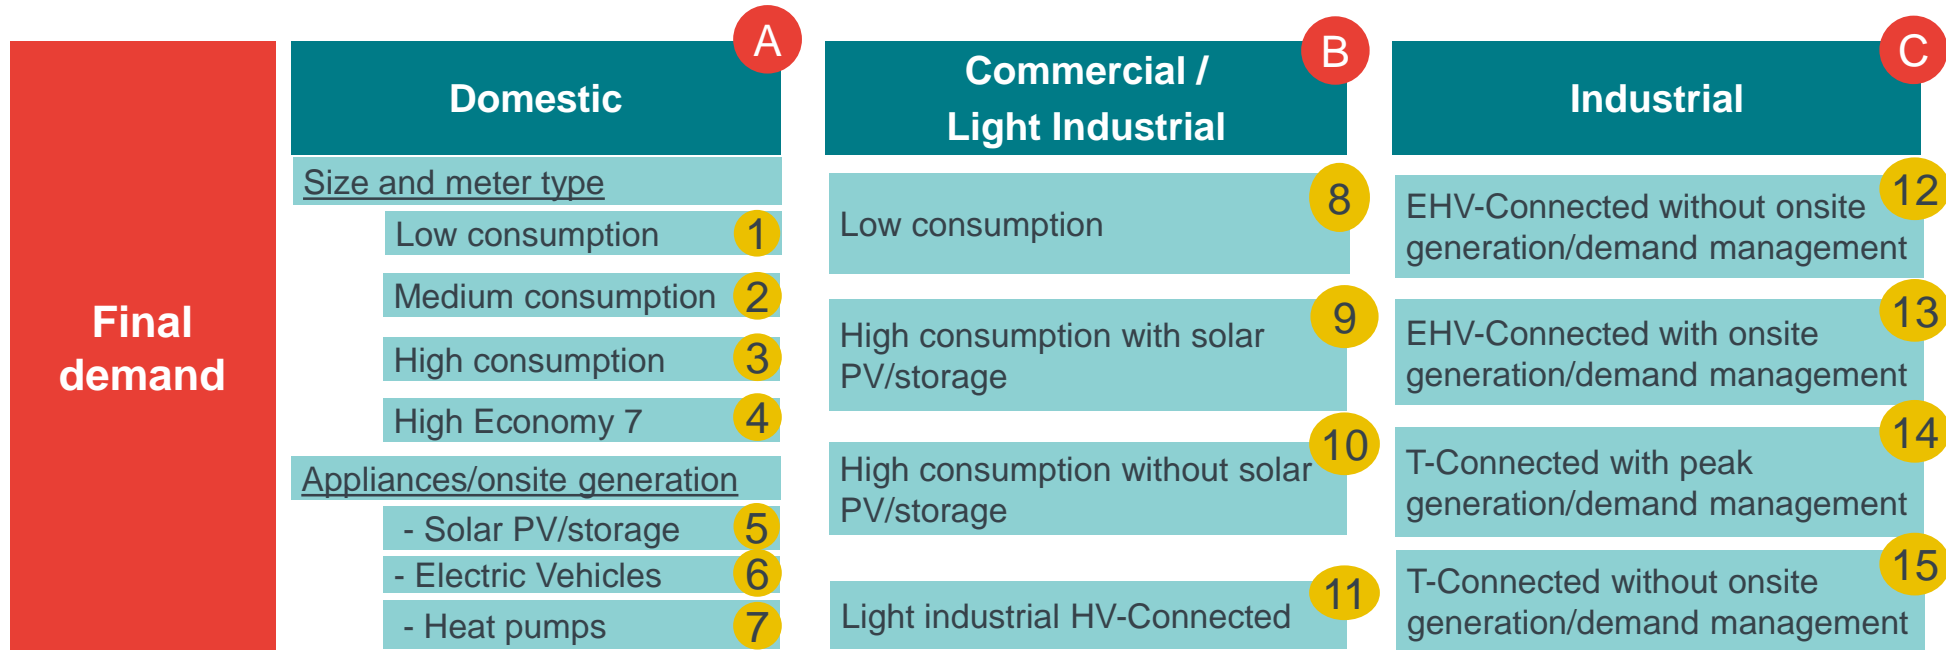 Final
demand
A
Domestic
Size and meter type
Low consumption 1
Medium consumption 2
High consumption 3
High Economy 7 4
Appliances/onsite generation
- Solar PV/storage 5
- Electric Vehicles 6
- Heat pumps 7
B
Commercial /
Light Industrial
8
Low consumption
9
High consumption with solar
PV/storage
10
High consumption without solar
PV/storage
11
Light industrial HV-Connected
C
Industrial
12
EHV-Connected without onsite
generation/demand management
13
EHV-Connected with onsite
generation/demand management
14
T-Connected with peak
generation/demand management
15
T-Connected without onsite
generation/demand management